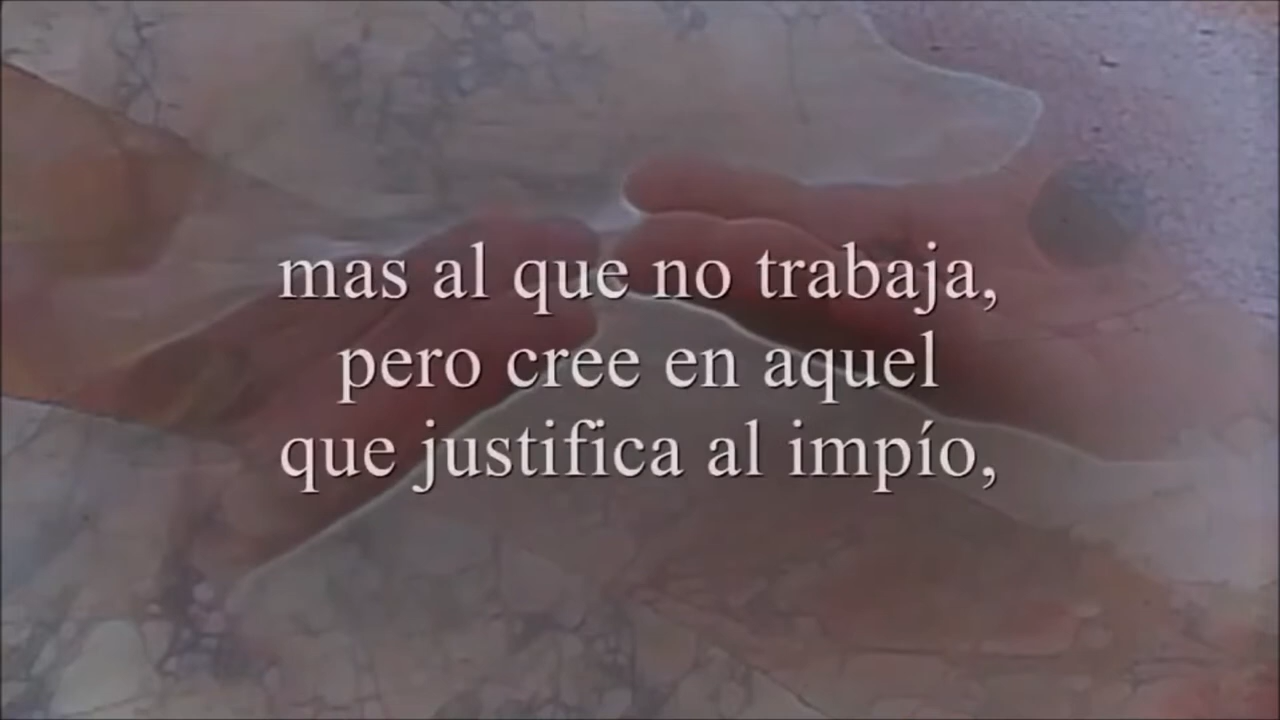 mas al que no trabaja,
pero cree en aquel
que justifica al impío,